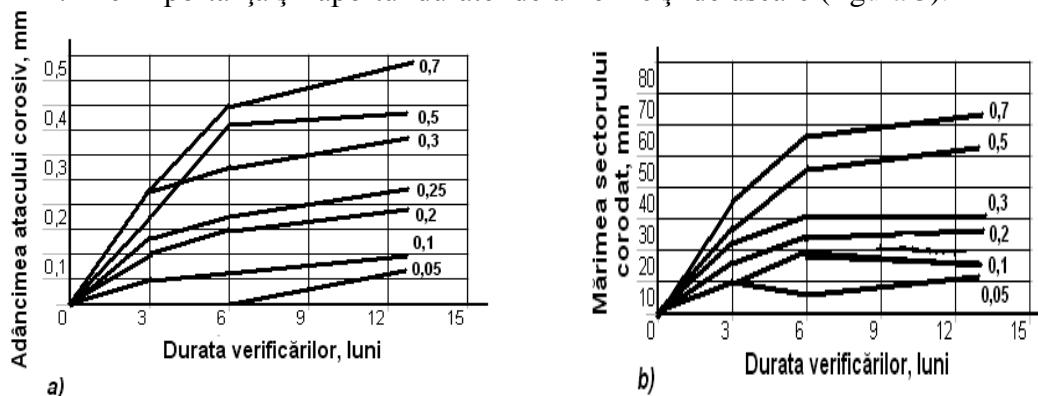 Adâncimea atacului corosiv, mm
0,5
0,4
0,3
0,2
0,1
0,7
0,5
0,3
0,25
0,2
0,1
0,05
0 3 6 9 12 15
Durata verificărilor, luni
a)
Mărimea sectorului
corodat, mm
80
70
60
50
40
30
20
10
0,7
0,5
0,3
0,2
0,1
0,05
0 3 6 9 12 15
Durata verificărilor, luni
b)